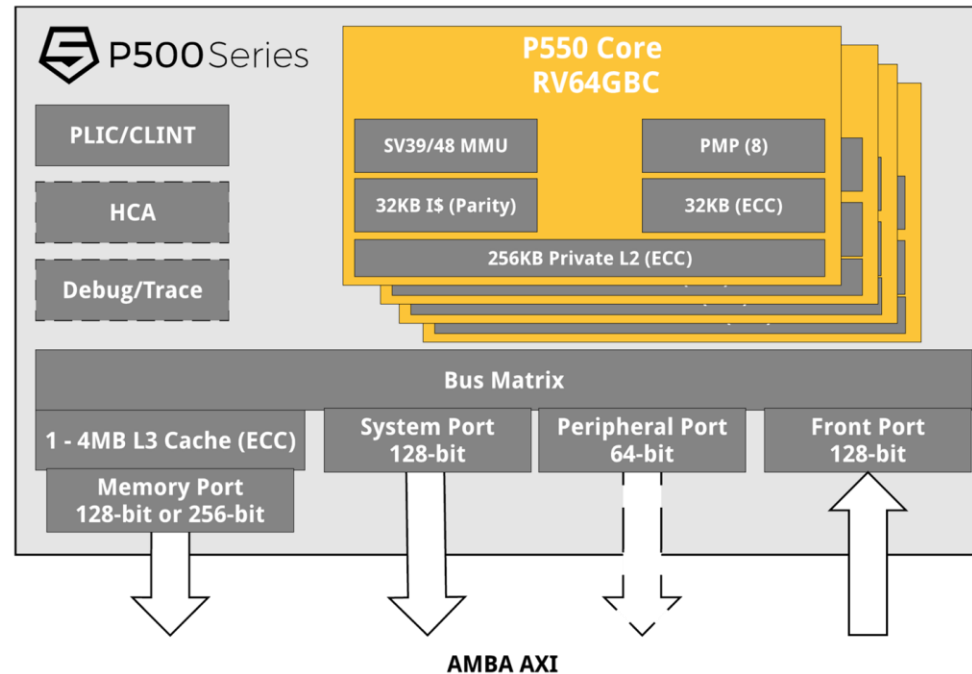 P500 Series
P550 Core
RV64GBC
PLIC/CLINT
HCA
Debug/Trace
SV39/48 MMU
PMP (8)
32KB I$ (Parity)
32KB (ECC)
256KB Private L2 (ECC)
Bus Matrix
1 - 4MB L3 Cache (ECC)
System Port
128-bit
Peripheral Port
64-bit
Front Port
128-bit
Memory Port
128-bit or 256-bit
AMBA AXI